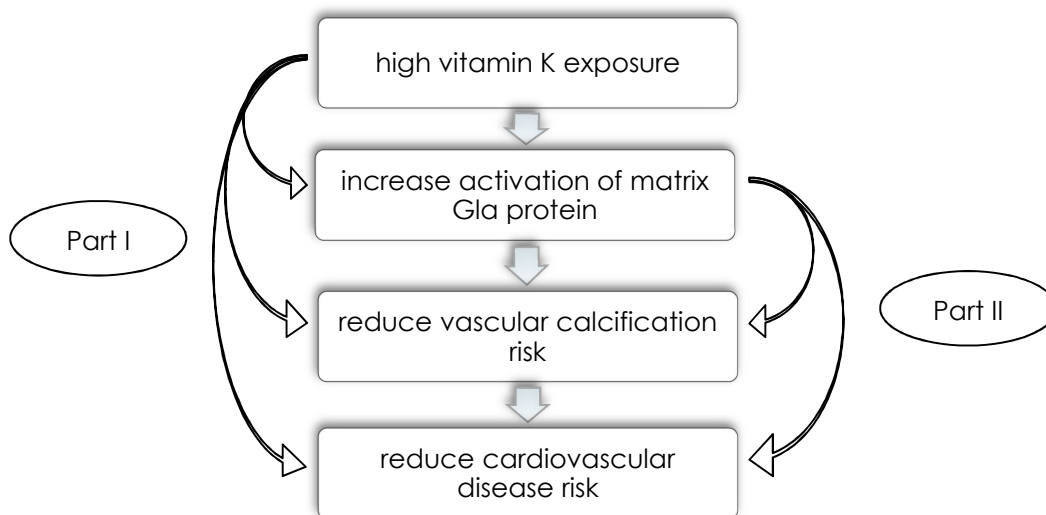 high vitamin K exposure
increase activation of matrix
Gla protein
Part I
reduce vascular calcification
risk
Part II
reduce cardiovascular
disease risk